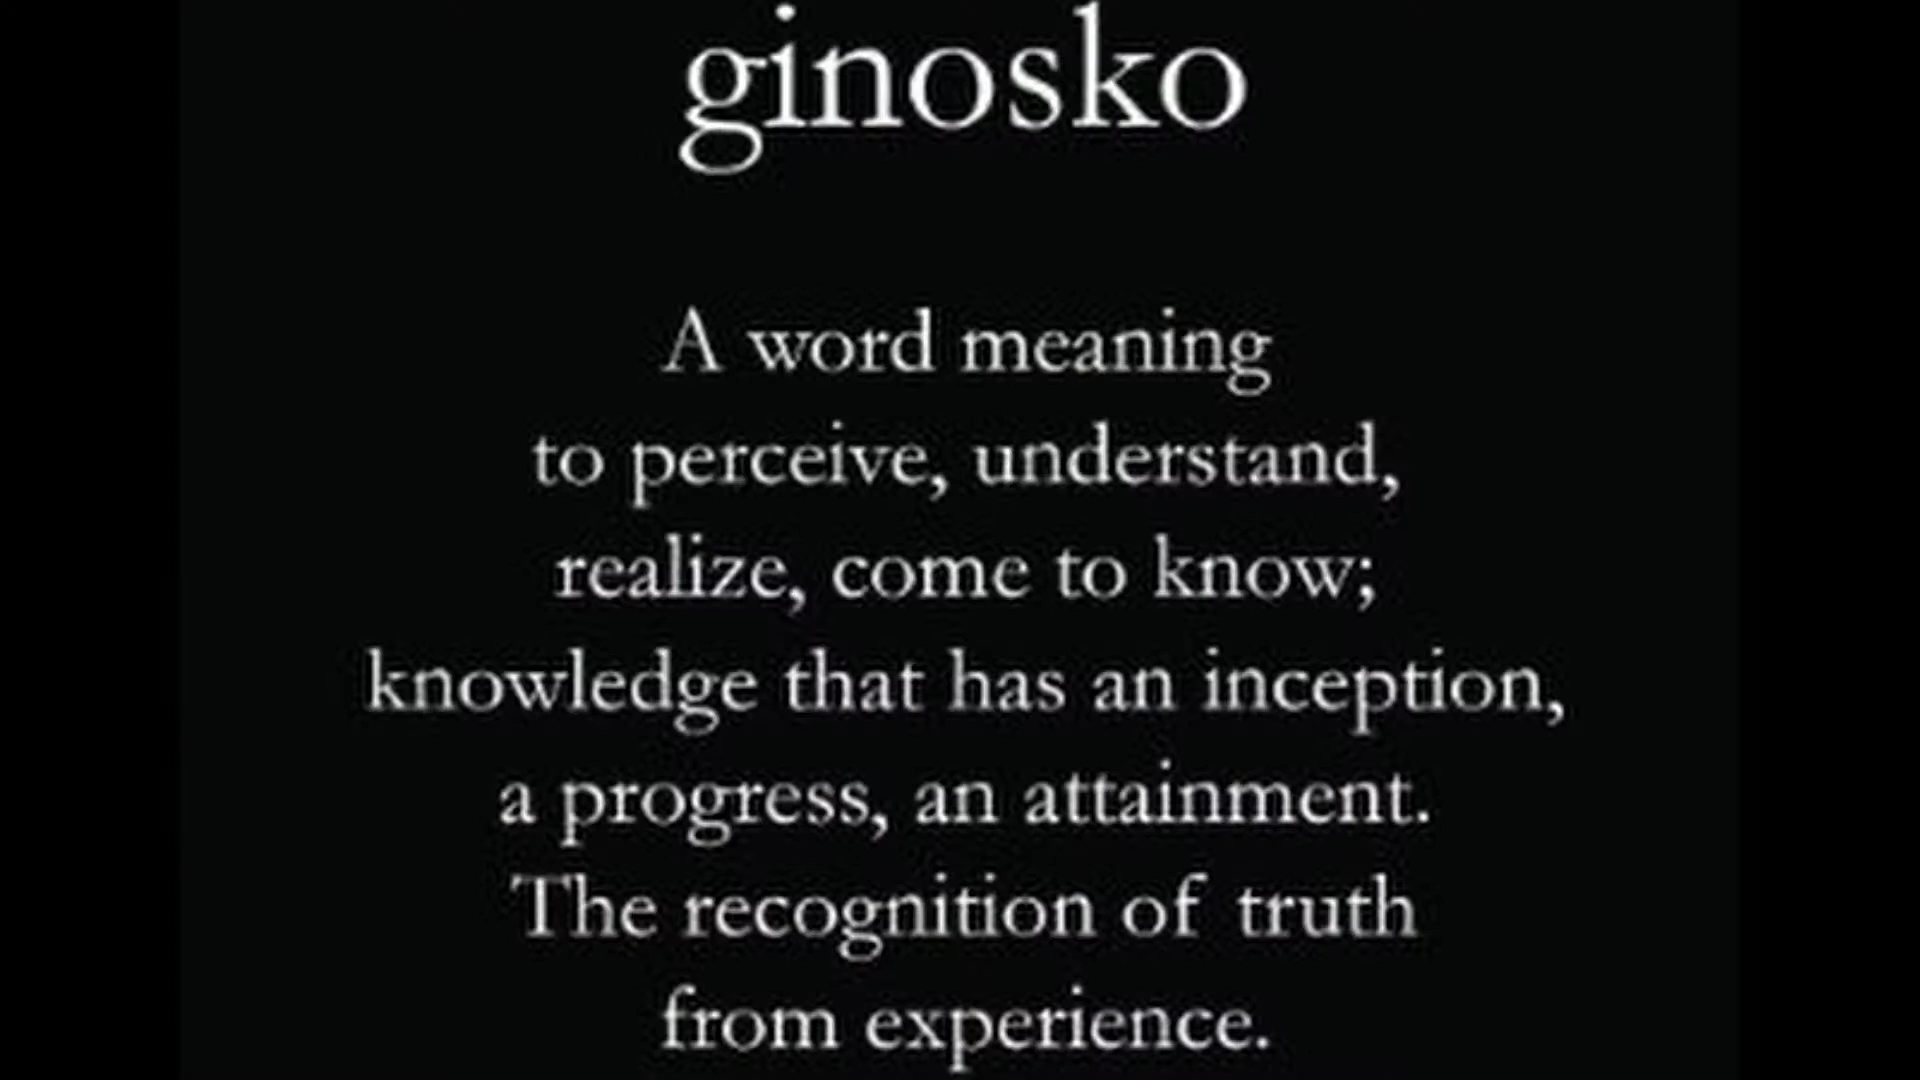 ginosko
A word meaning
to perceive, understand,
realize, come to know;
knowledge that has an inception,
a progress, an attainment.
The recognition of truth
from experience.